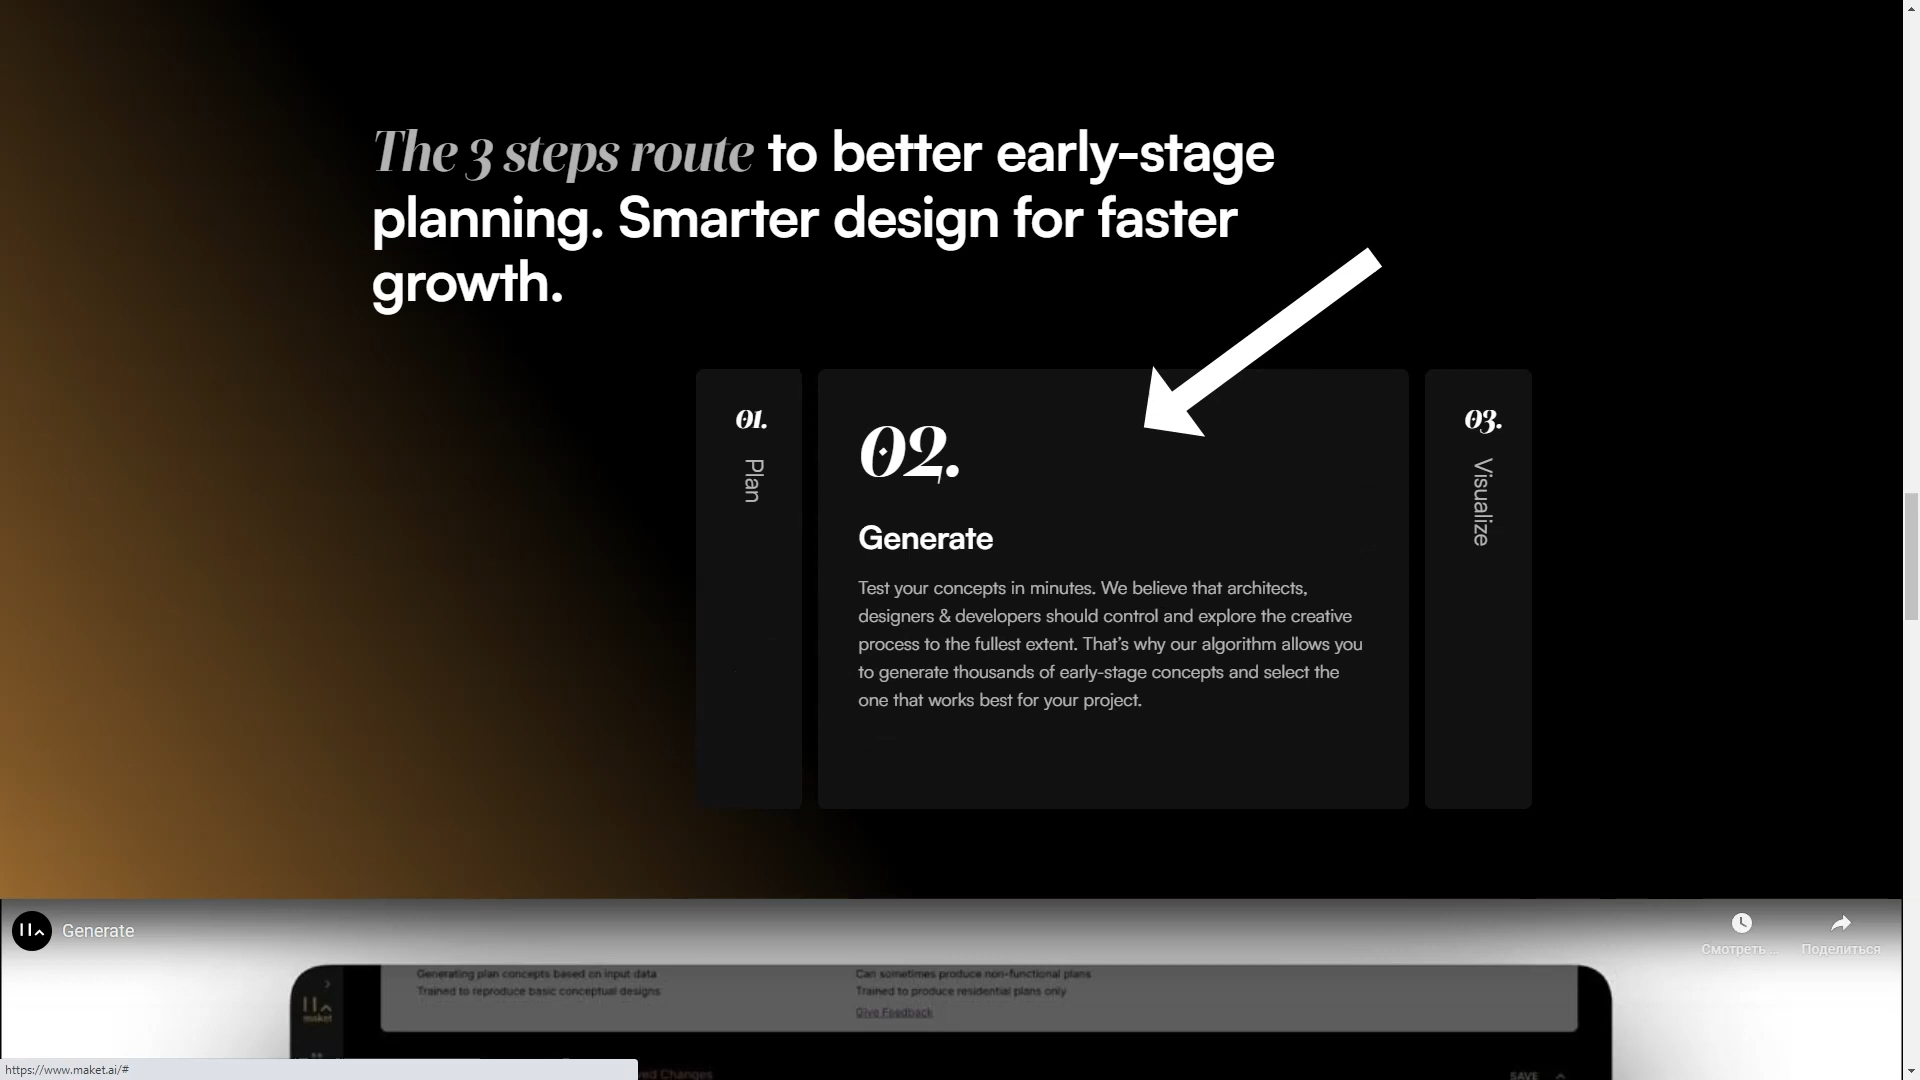 The 3 steps route to better early-stage
planning. Smarter design for faster
growth.
01.
Plan
02.
Generate
Test your concepts in minutes. We believe that architects,
designers & developers should control and explore the creative
process to the fullest extent. That's why our algorithm allows you
to generate thousands of early-stage concepts and select the
one that works best for your project.
03.
Visualize
Generate
Смотреть ...
Поделиться
Generating plan concepts based on input data
Trained to reproduce basic conceptual designs
Can sometimes produce non-functional plans
Trained to produce residential plans only
Give Feedback
maket
Changes
SAVE
https://www.maket.ai/#